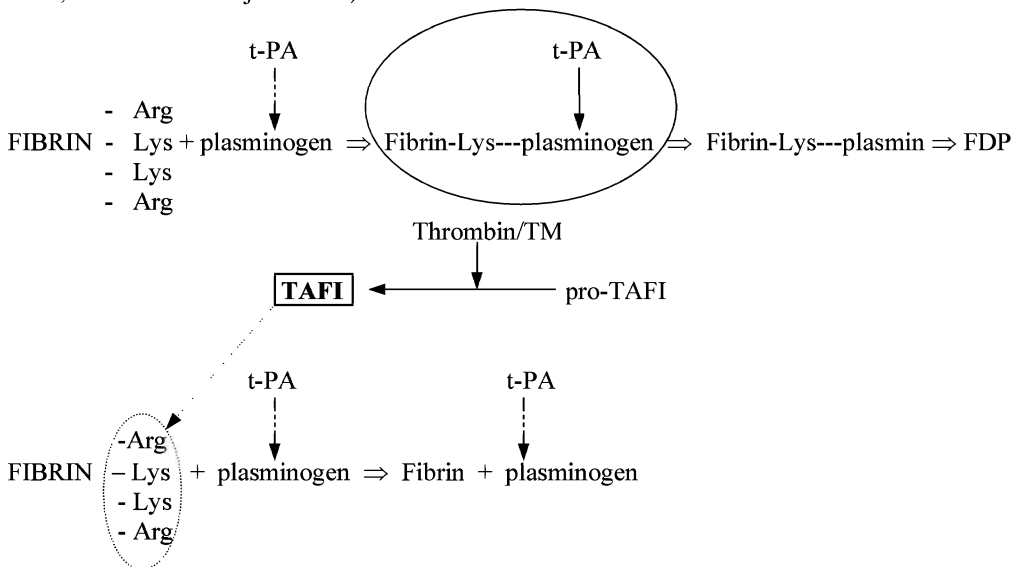 t-PA t-PA
- Arg
FIBRIN - Lys + plasminogen ⇒ Fibrin-Lys---plasminogen ⇒ Fibrin-Lys---plasmin ⇒ FDP
- Lys
- Arg
Thrombin/TM
TAFI pro-TAFI
t-PA t-PA
-Arg
FIBRIN – Lys + plasminogen ⇒ Fibrin + plasminogen
- Lys
- Arg